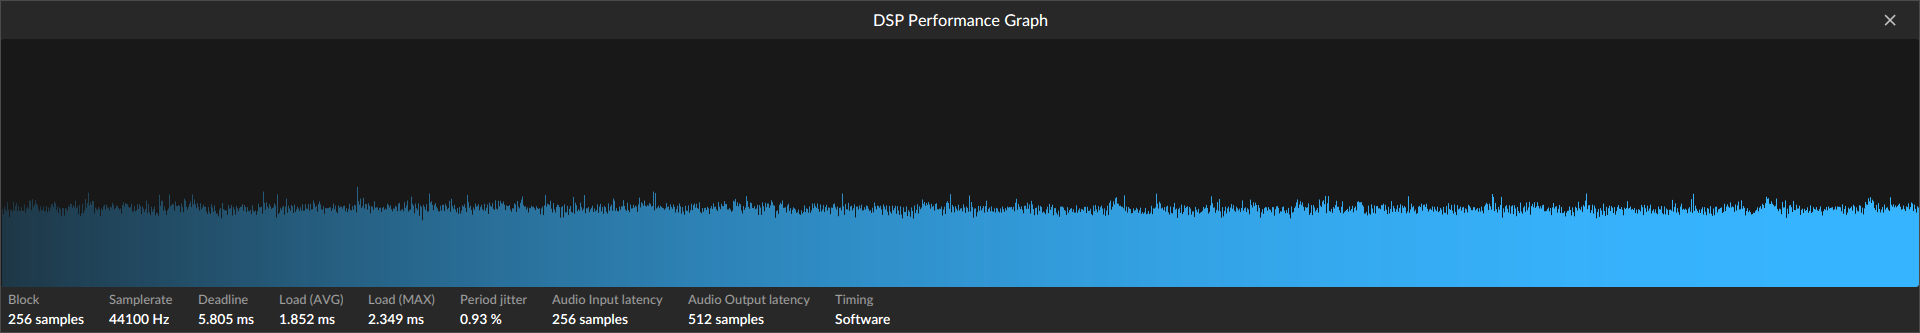 DSP Performance Graph
Block Samplerate Deadline Load (AVG) Load (MAX) Period jitter Audio Input latency Audio Output latency Timing
256 samples 44100 Hz 5.805 ms 1.852 ms 2.349 ms 0.93 % 256 samples 512 samples Software